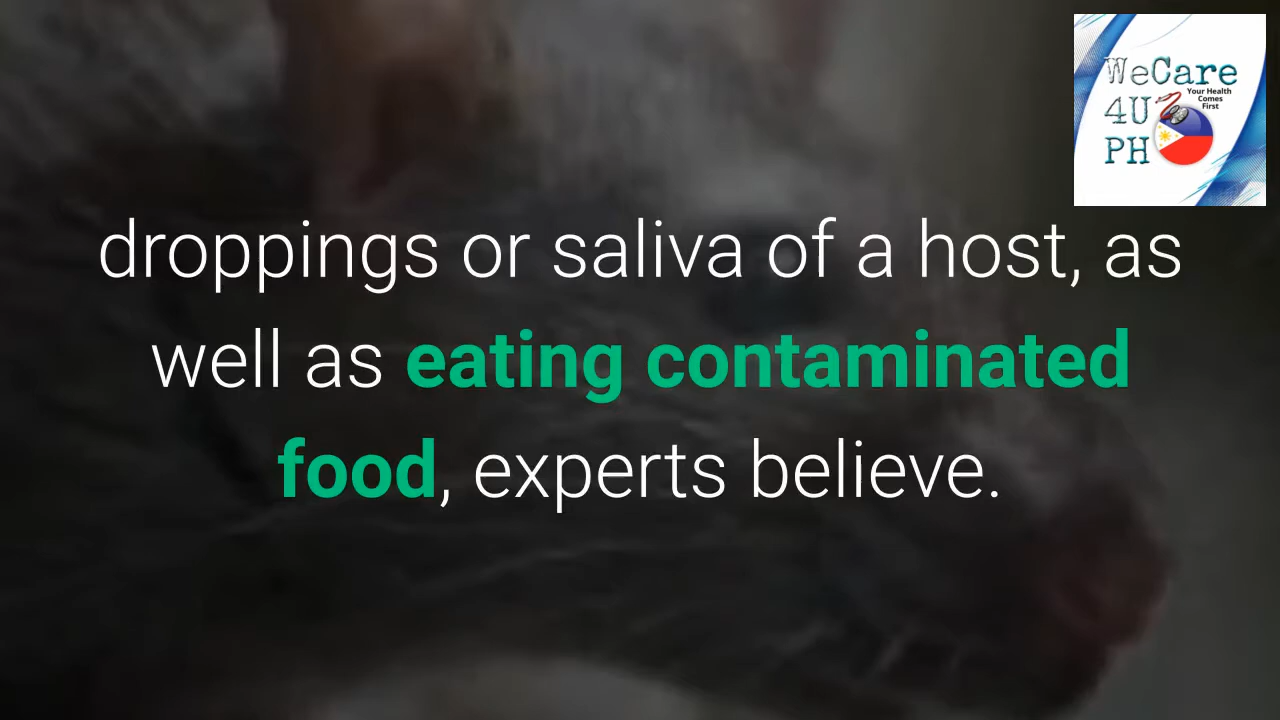 WeCare
4U
Your Health
Comes
First
PH
droppings or saliva of a host, as
well as eating contaminated
food, experts believe.